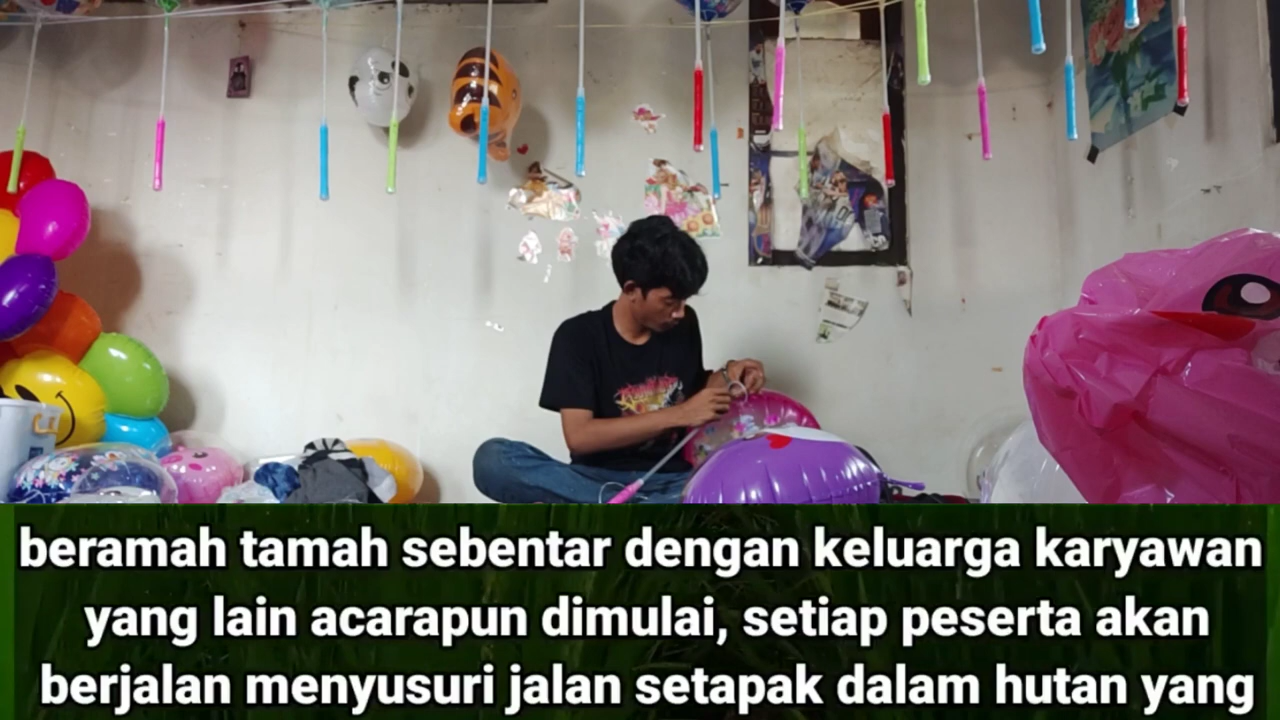 beramah tamah sebentar dengan keluarga karyawan
yang lain acarapun dimulai, setiap peserta akan
berjalan menyusuri jalan setapak dalam hutan yang